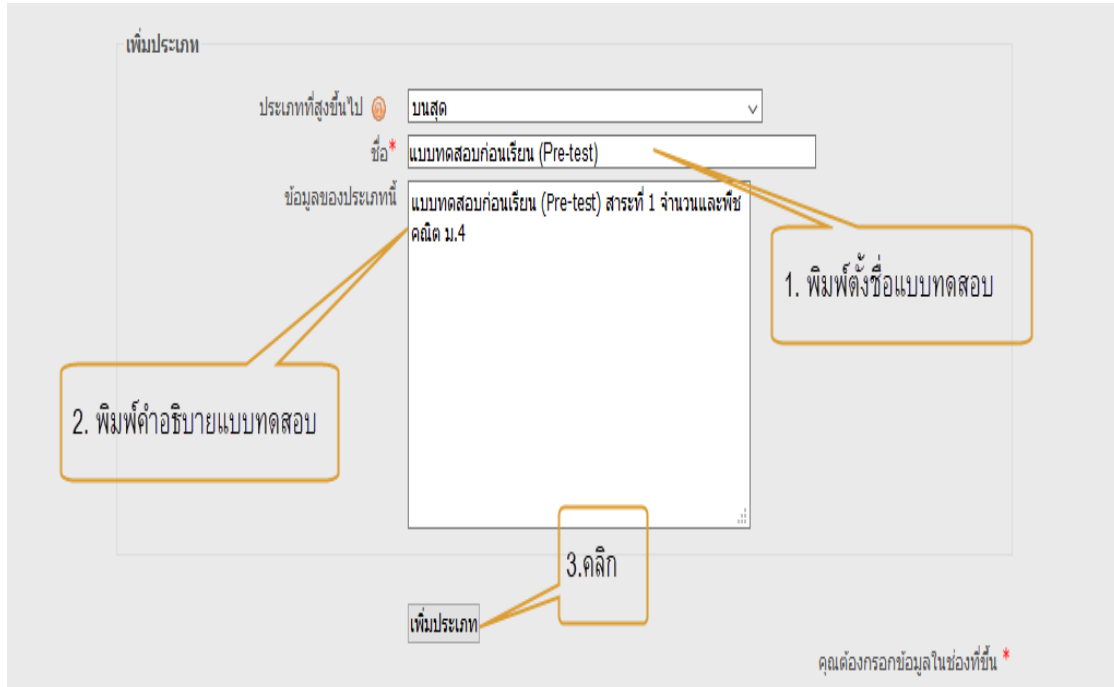 เพิ่มประเภท
ประเภทที่สูงขึ้นไป บนสุด
ชื่อ* แบบทดสอบก่อนเรียน (Pre-test)
ข้อมูลของประเภทนี้ แบบทดสอบก่อนเรียน (Pre-test) สาระที่ 1 จำนวนและพีช
คณิต ม.4
1. พิมพ์ตั้งชื่อแบบทดสอบ
2. พิมพ์คำอธิบายแบบทดสอบ
3.คลิก
เพิ่มประเภท
คุณต้องกรอกข้อมูลในช่องที่ขึ้น *